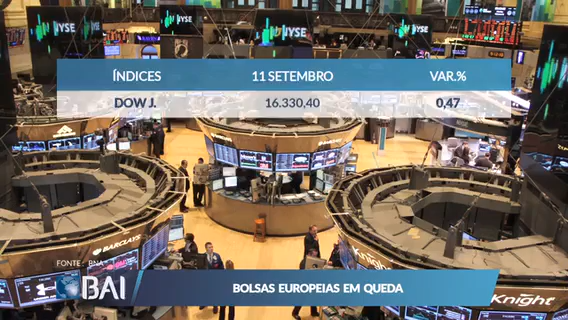 NYSE
NYSE
ÍNDICES 11 SETEMBRO VAR.%
DOW J. 16.330,40 0,47
BARCLAYS
Knight
Knight
FONTE: BNA
BAI
BOLSAS EUROPEIAS EM QUEDA